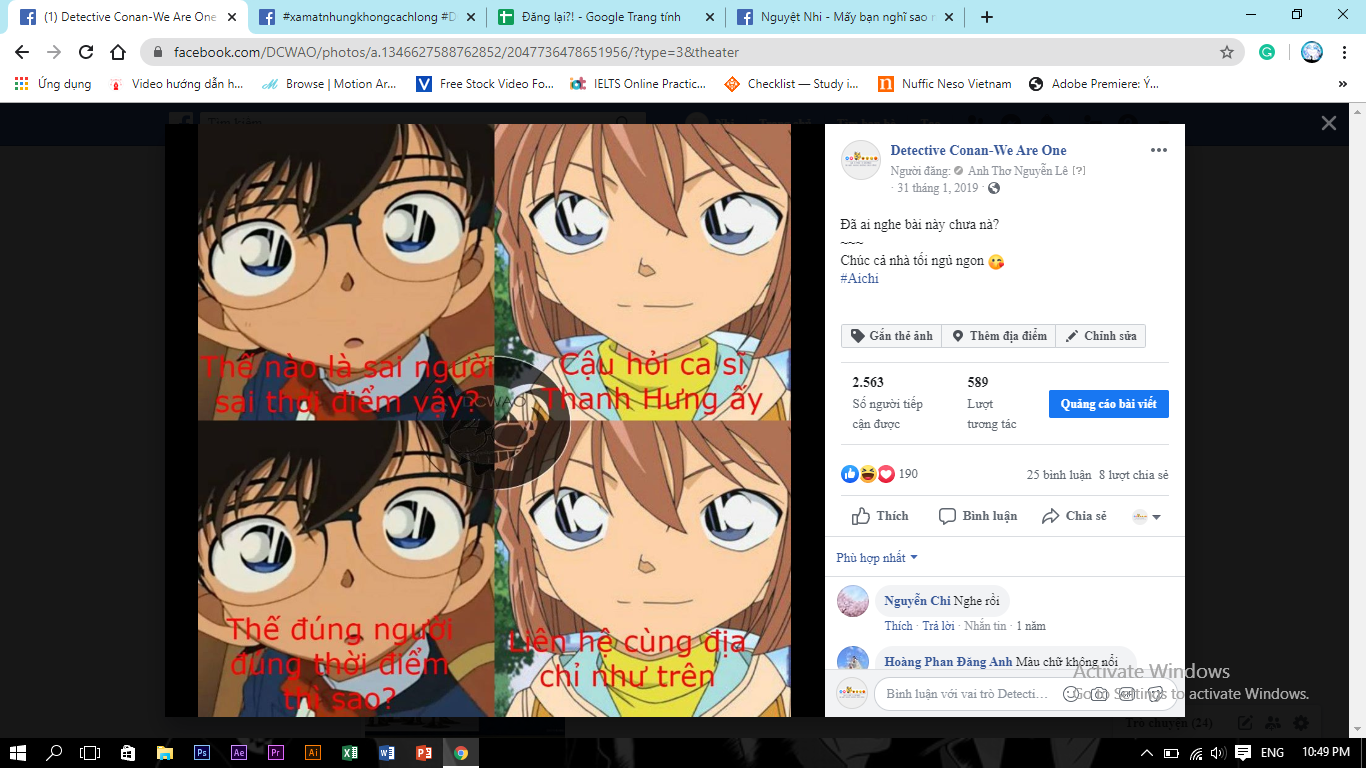 (1) Detective Conan-We Are One
#xamatnhungkhongcachlong #D
Đăng lại?! - Google Trang tính
Nguyệt Nhi - Mấy bạn nghĩ sao
facebook.com/DCWAO/photos/a.1346627588762852/2047736478651956/?type=3&theater
Ứng dụng
Video hướng dẫn h...
Browse | Motion Ar...
Free Stock Video Fo...
IELTS Online Practic...
Checklist — Study i...
Nuffic Neso Vietnam
Adobe Premiere: Ý...
»
Thế nào là sai người
sai thời điểm vậy?
Cậu hỏi ca sĩ
Thanh Hưng ấy
DCWAO
Thế đúng người
đúng thời điểm
thì sao?
Liên hệ cùng địa
chỉ như trên
Detective Conan-We Are One
Người đăng: Anh Thơ Nguyễn Lê [?]
· 31 tháng 1, 2019 ·
Đã ai nghe bài này chưa nà?
~~~
Chúc cả nhà tối ngủ ngon 😘
#Aichi
Gắn thẻ ảnh
Thêm địa điểm
Chỉnh sửa
2.563
Số người tiếp
cận được
589
Lượt
tương tác
Quảng cáo bài viết
190
25 bình luận 8 lượt chia sẻ
Thích
Bình luận
Chia sẻ
Phù hợp nhất
Nguyễn Chi Nghe rồi
Thích · Trả lời · Nhắn tin · 1 năm
Hoàng Phan Đăng Anh Màu chữ không nổi
Bình luận với vai trò Detecti...
Activate Windows
Go to Settings to activate Windows.
Trò chuyện (24)
Ps
Ae
Pr
Ai
ENG
10:49 PM